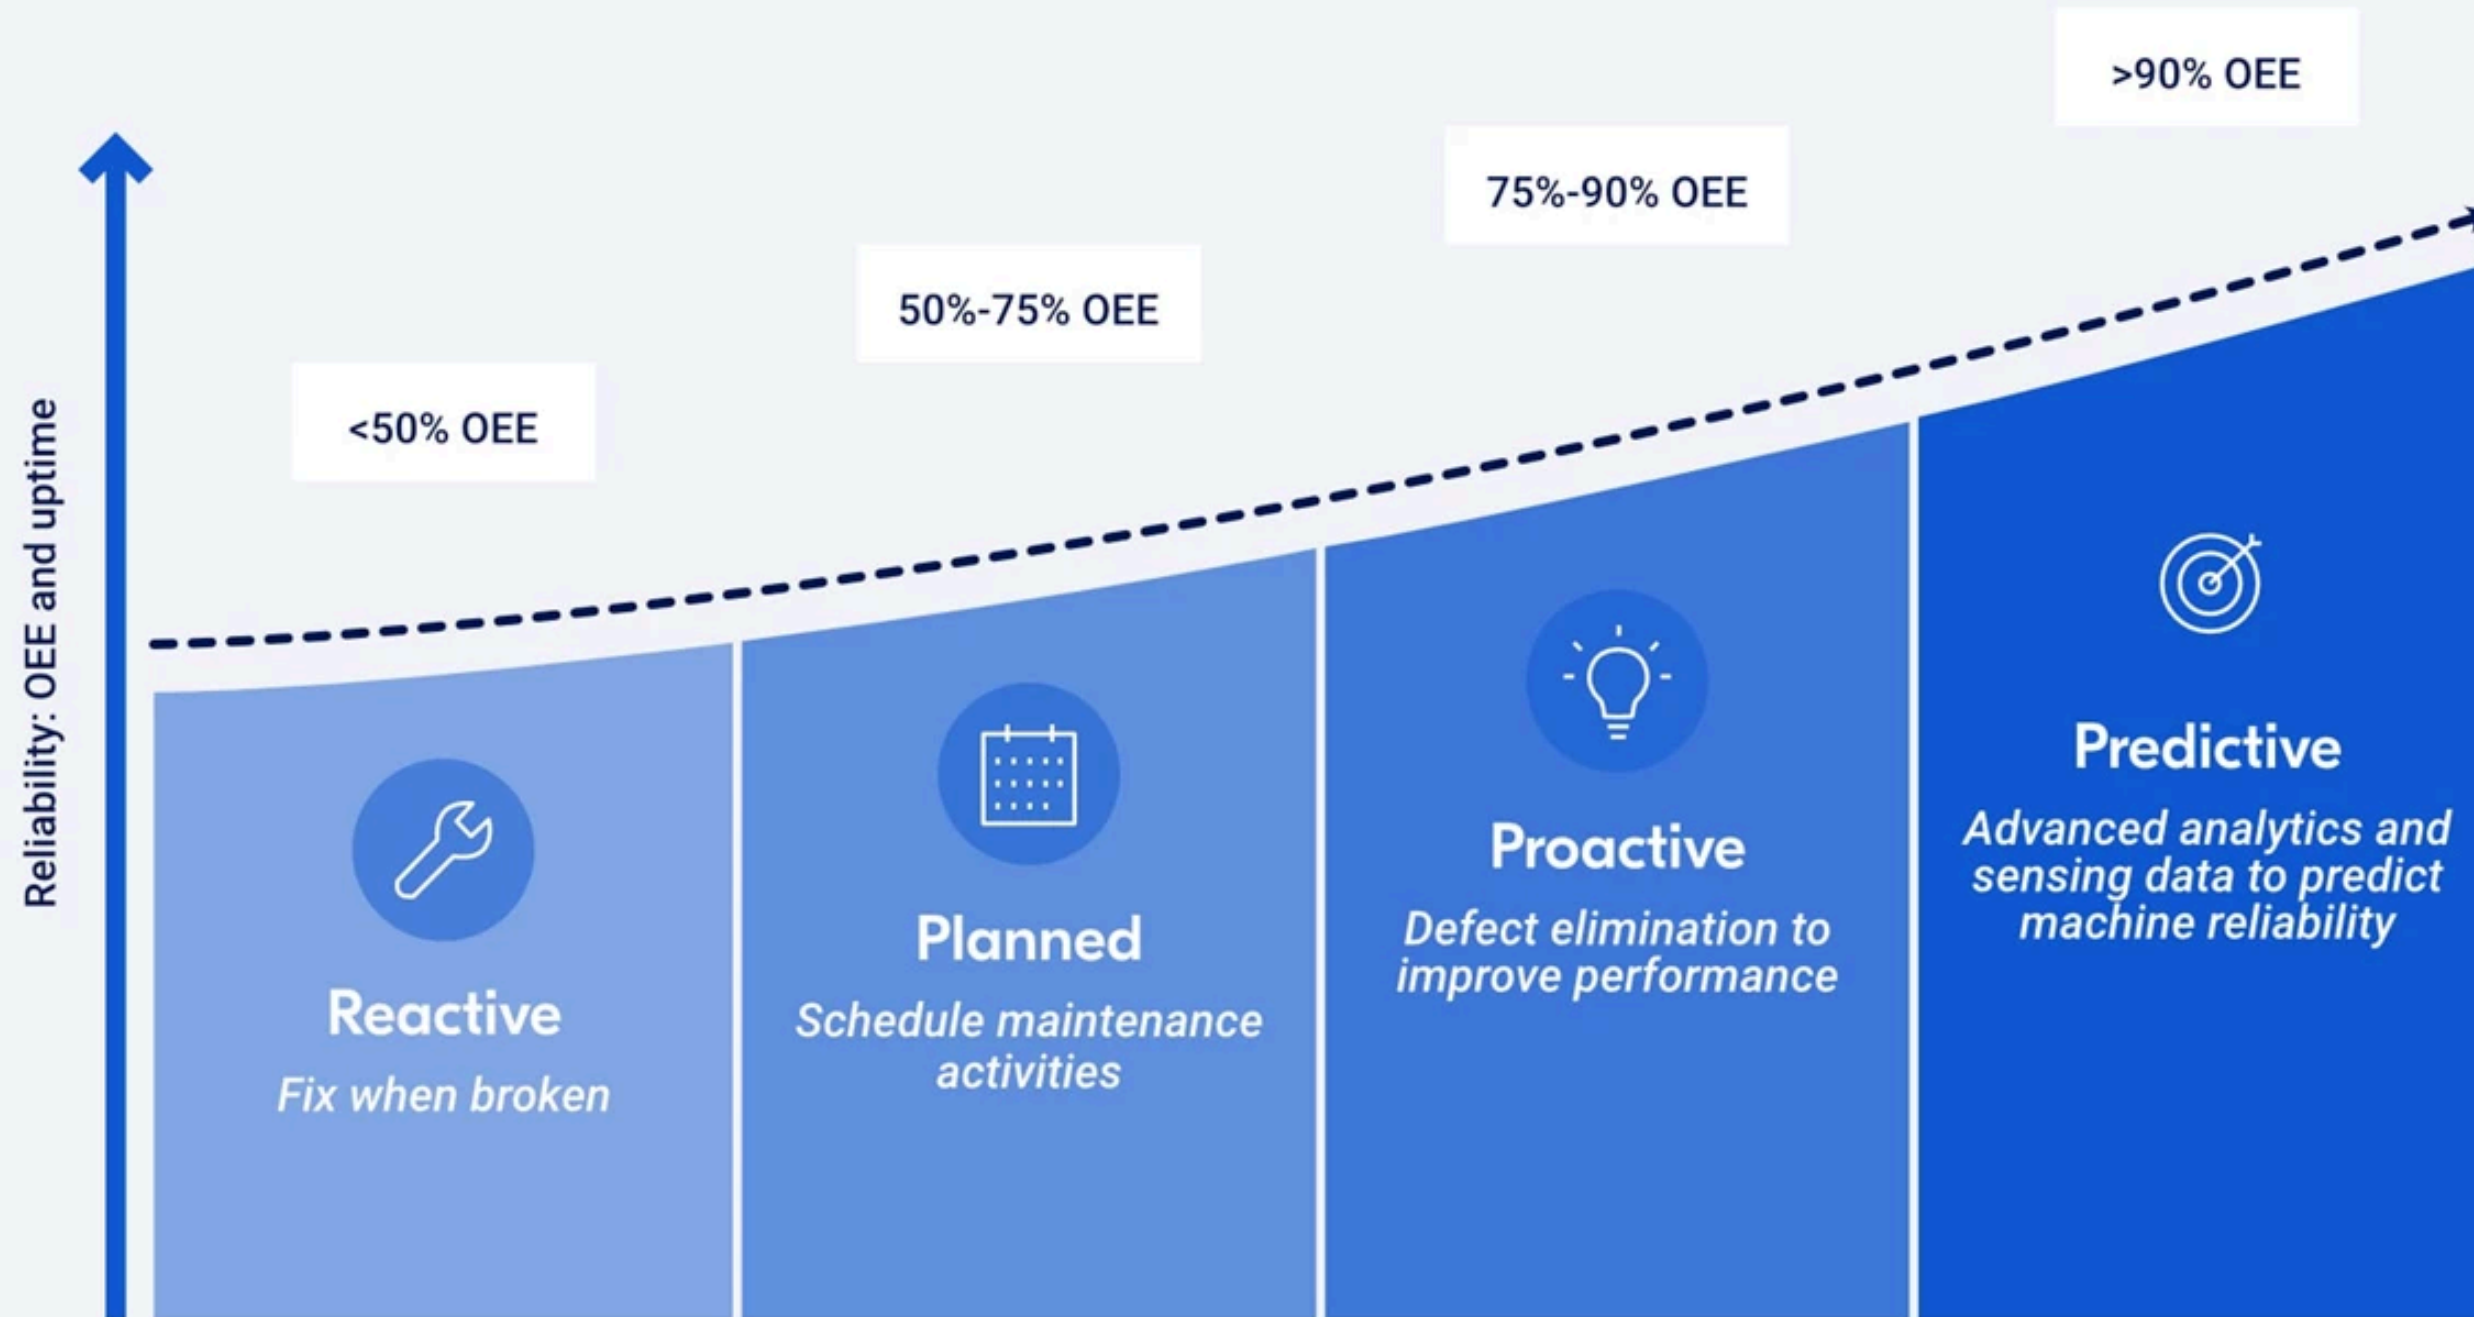 Reliability: OEE and uptime
<50% OEE
50%-75% OEE
75%-90% OEE
>90% OEE
Reactive
Fix when broken
Planned
Schedule maintenance
activities
Proactive
Defect elimination to
improve performance
Predictive
Advanced analytics and
sensing data to predict
machine reliability